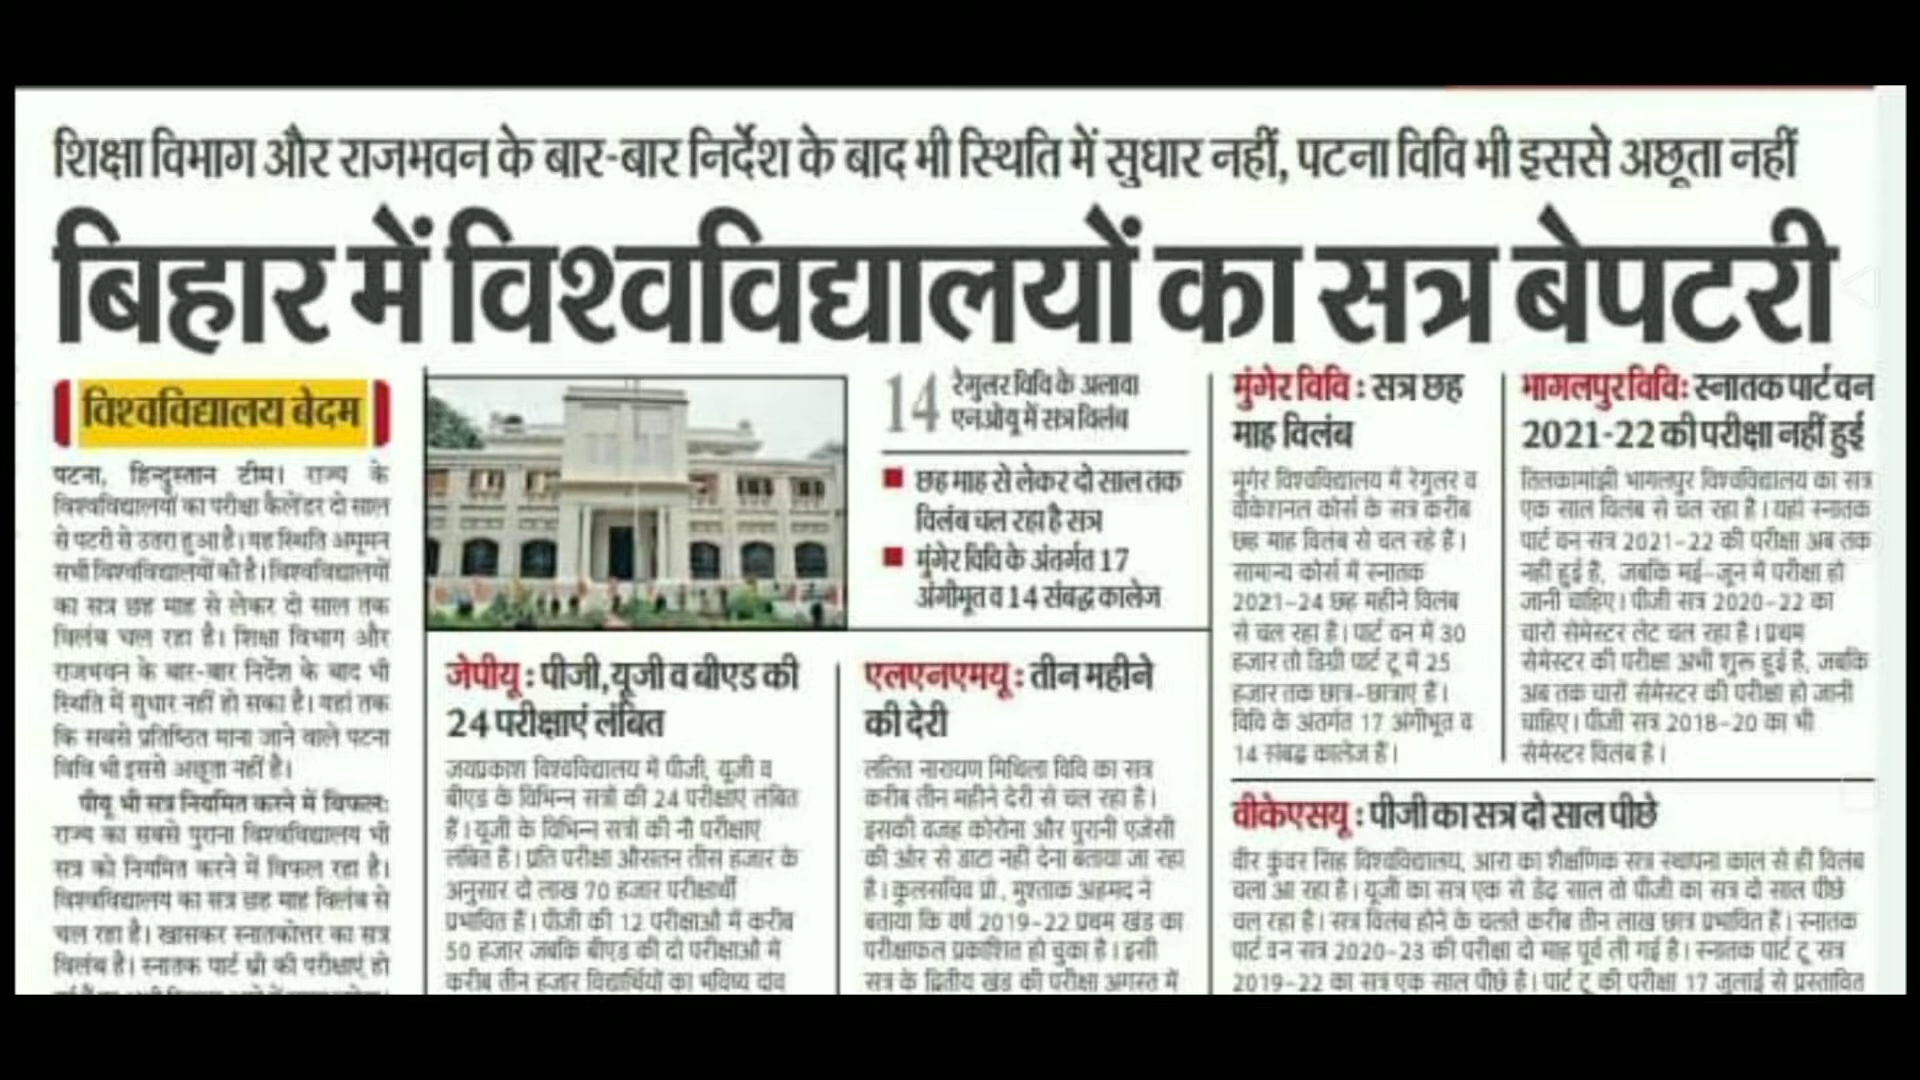 शिक्षा विभाग और राजभवन के बार-बार निर्देश के बाद भी स्थिति में सुधार नहीं, पटना विवि भी इससे अछूता नहीं
बिहार में विश्वविद्यालयों का सत्र बेपटरी
विश्वविद्यालय बेदम
पटना, हिन्दुस्तान टीम। राज्य के
विश्वविद्यालयों का परीक्षा कैलेंडर दो साल
से पटरी से उतरा हुआ है। यह स्थिति अमूमन
सभी विश्वविद्यालयों की है। विश्वविद्यालयों
का सत्र छह माह से लेकर दो साल तक
विलंब चल रहा है। शिक्षा विभाग और
राजभवन के बार-बार निर्देश के बाद भी
स्थिति में सुधार नहीं हो सका है। यहां तक
कि सबसे प्रतिष्ठित माना जाने वाले पटना
विवि भी इससे अछूता नहीं है।
पीयू भी सत्र नियमित करने में विफल:
राज्य का सबसे पुराना विश्वविद्यालय भी
सत्र को नियमित करने में विफल रहा है।
विश्वविद्यालय का सत्र छह माह विलंब से
चल रहा है। खासकर स्नातकोत्तर का सत्र
विलंब है। स्नातक पार्ट थ्री की परीक्षाएं हो
14 रेगुलर विवि के अलावा
एनओयू में सत्र विलंब
छह माह से लेकर दो साल तक
विलंब चल रहा है सत्र
मुंगेर विवि के अंतर्गत 17
अंगीभूत व 14 संबद्ध कालेज
जेपीयू : पीजी, यूजी व बीएड की
24 परीक्षाएं लंबित
जयप्रकाश विश्वविद्यालय में पीजी, यूजी व
बीएड के विभिन्न सत्रों की 24 परीक्षाएं लंबित
हैं। यूजी के विभिन्न सत्रों की नौ परीक्षाएं
लंबित है। प्रति परीक्षा औसतन तीस हजार के
अनुसार दो लाख 70 हजार परीक्षार्थी
प्रभावित हैं। पीजी की 12 परीक्षाओं में करीब
50 हजार जबकि बीएड की दो परीक्षाओं में
करीब तीन हजार विद्यार्थियों का भविष्य दांव
एलएनएमयू : तीन महीने
की देरी
ललित नारायण मिथिला विवि का सत्र
करीब तीन महीने देरी से चल रहा है।
इसकी वजह कोरोना और पुरानी एजेंसी
की ओर से डाटा नहीं देना बताया जा रहा
है। कुलसचिव प्रो. मुश्ताक अहमद ने
बताया कि वर्ष 2019-22 प्रथम खंड का
परीक्षाफल प्रकाशित हो चुका है। इसी
सत्र के द्वितीय खंड की परीक्षा अगस्त में
मुंगेर विवि : सत्र छह
माह विलंब
मुंगेर विश्वविद्यालय में रेगुलर व
वोकेशनल कोर्स के सत्र करीब
छह माह विलंब से चल रहे हैं।
सामान्य कोर्स में स्नातक
2021-24 छह महीने विलंब
से चल रहा है। पार्ट वन में 30
हजार तो डिग्री पार्ट टू में 25
हजार तक छात्र-छात्राएं हैं।
विवि के अंतर्गत 17 अंगीभूत व
14 संबद्ध कालेज हैं।
भागलपुर विवि: स्नातक पार्ट वन
2021-22 की परीक्षा नहीं हुई
तिलकामांझी भागलपुर विश्वविद्यालय का सत्र
एक साल विलंब से चल रहा है। यहां स्नातक
पार्ट वन सत्र 2021-22 की परीक्षा अब तक
नहीं हुई है, जबकि मई-जून में परीक्षा हो
जानी चाहिए। पीजी सत्र 2020-22 का
चारों सेमेस्टर लेट चल रहा है। प्रथम
सेमेस्टर की परीक्षा अभी शुरू हुई है, जबकि
अब तक चारों सेमेस्टर की परीक्षा हो जानी
चाहिए। पीजी सत्र 2018-20 का भी
सेमेस्टर विलंब है।
वीकेएसयू : पीजी का सत्र दो साल पीछे
वीर कुंवर सिंह विश्वविद्यालय, आरा का शैक्षणिक सत्र स्थापना काल से ही विलंब
चला आ रहा है। यूजी का सत्र एक से डेढ़ साल तो पीजी का सत्र दो साल पीछे
चल रहा है। सत्र विलंब होने के चलते करीब तीन लाख छात्र प्रभावित हैं। स्नातक
पार्ट वन सत्र 2020-23 की परीक्षा दो माह पूर्व ली गई है। स्नातक पार्ट टू सत्र
2019-22 का सत्र एक साल पीछे है। पार्ट टू की परीक्षा 17 जुलाई से प्रस्तावित